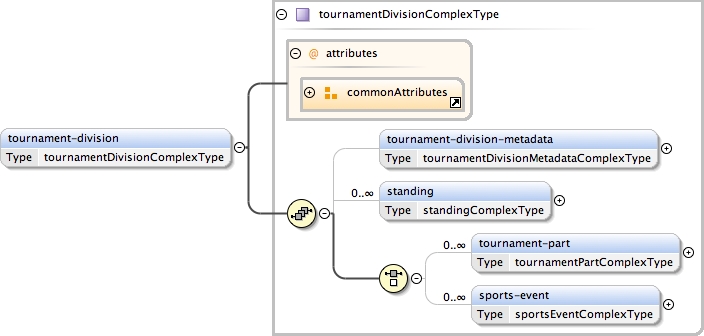 tournamentDivisionComplexType
@ attributes
commonAttributes
tournament-division
Type tournamentDivisionComplexType
tournament-division-metadata
Type tournamentDivisionMetadataComplexType
0..∞
standing
Type standingComplexType
0..∞
tournament-part
Type tournamentPartComplexType
0..∞
sports-event
Type sportsEventComplexType